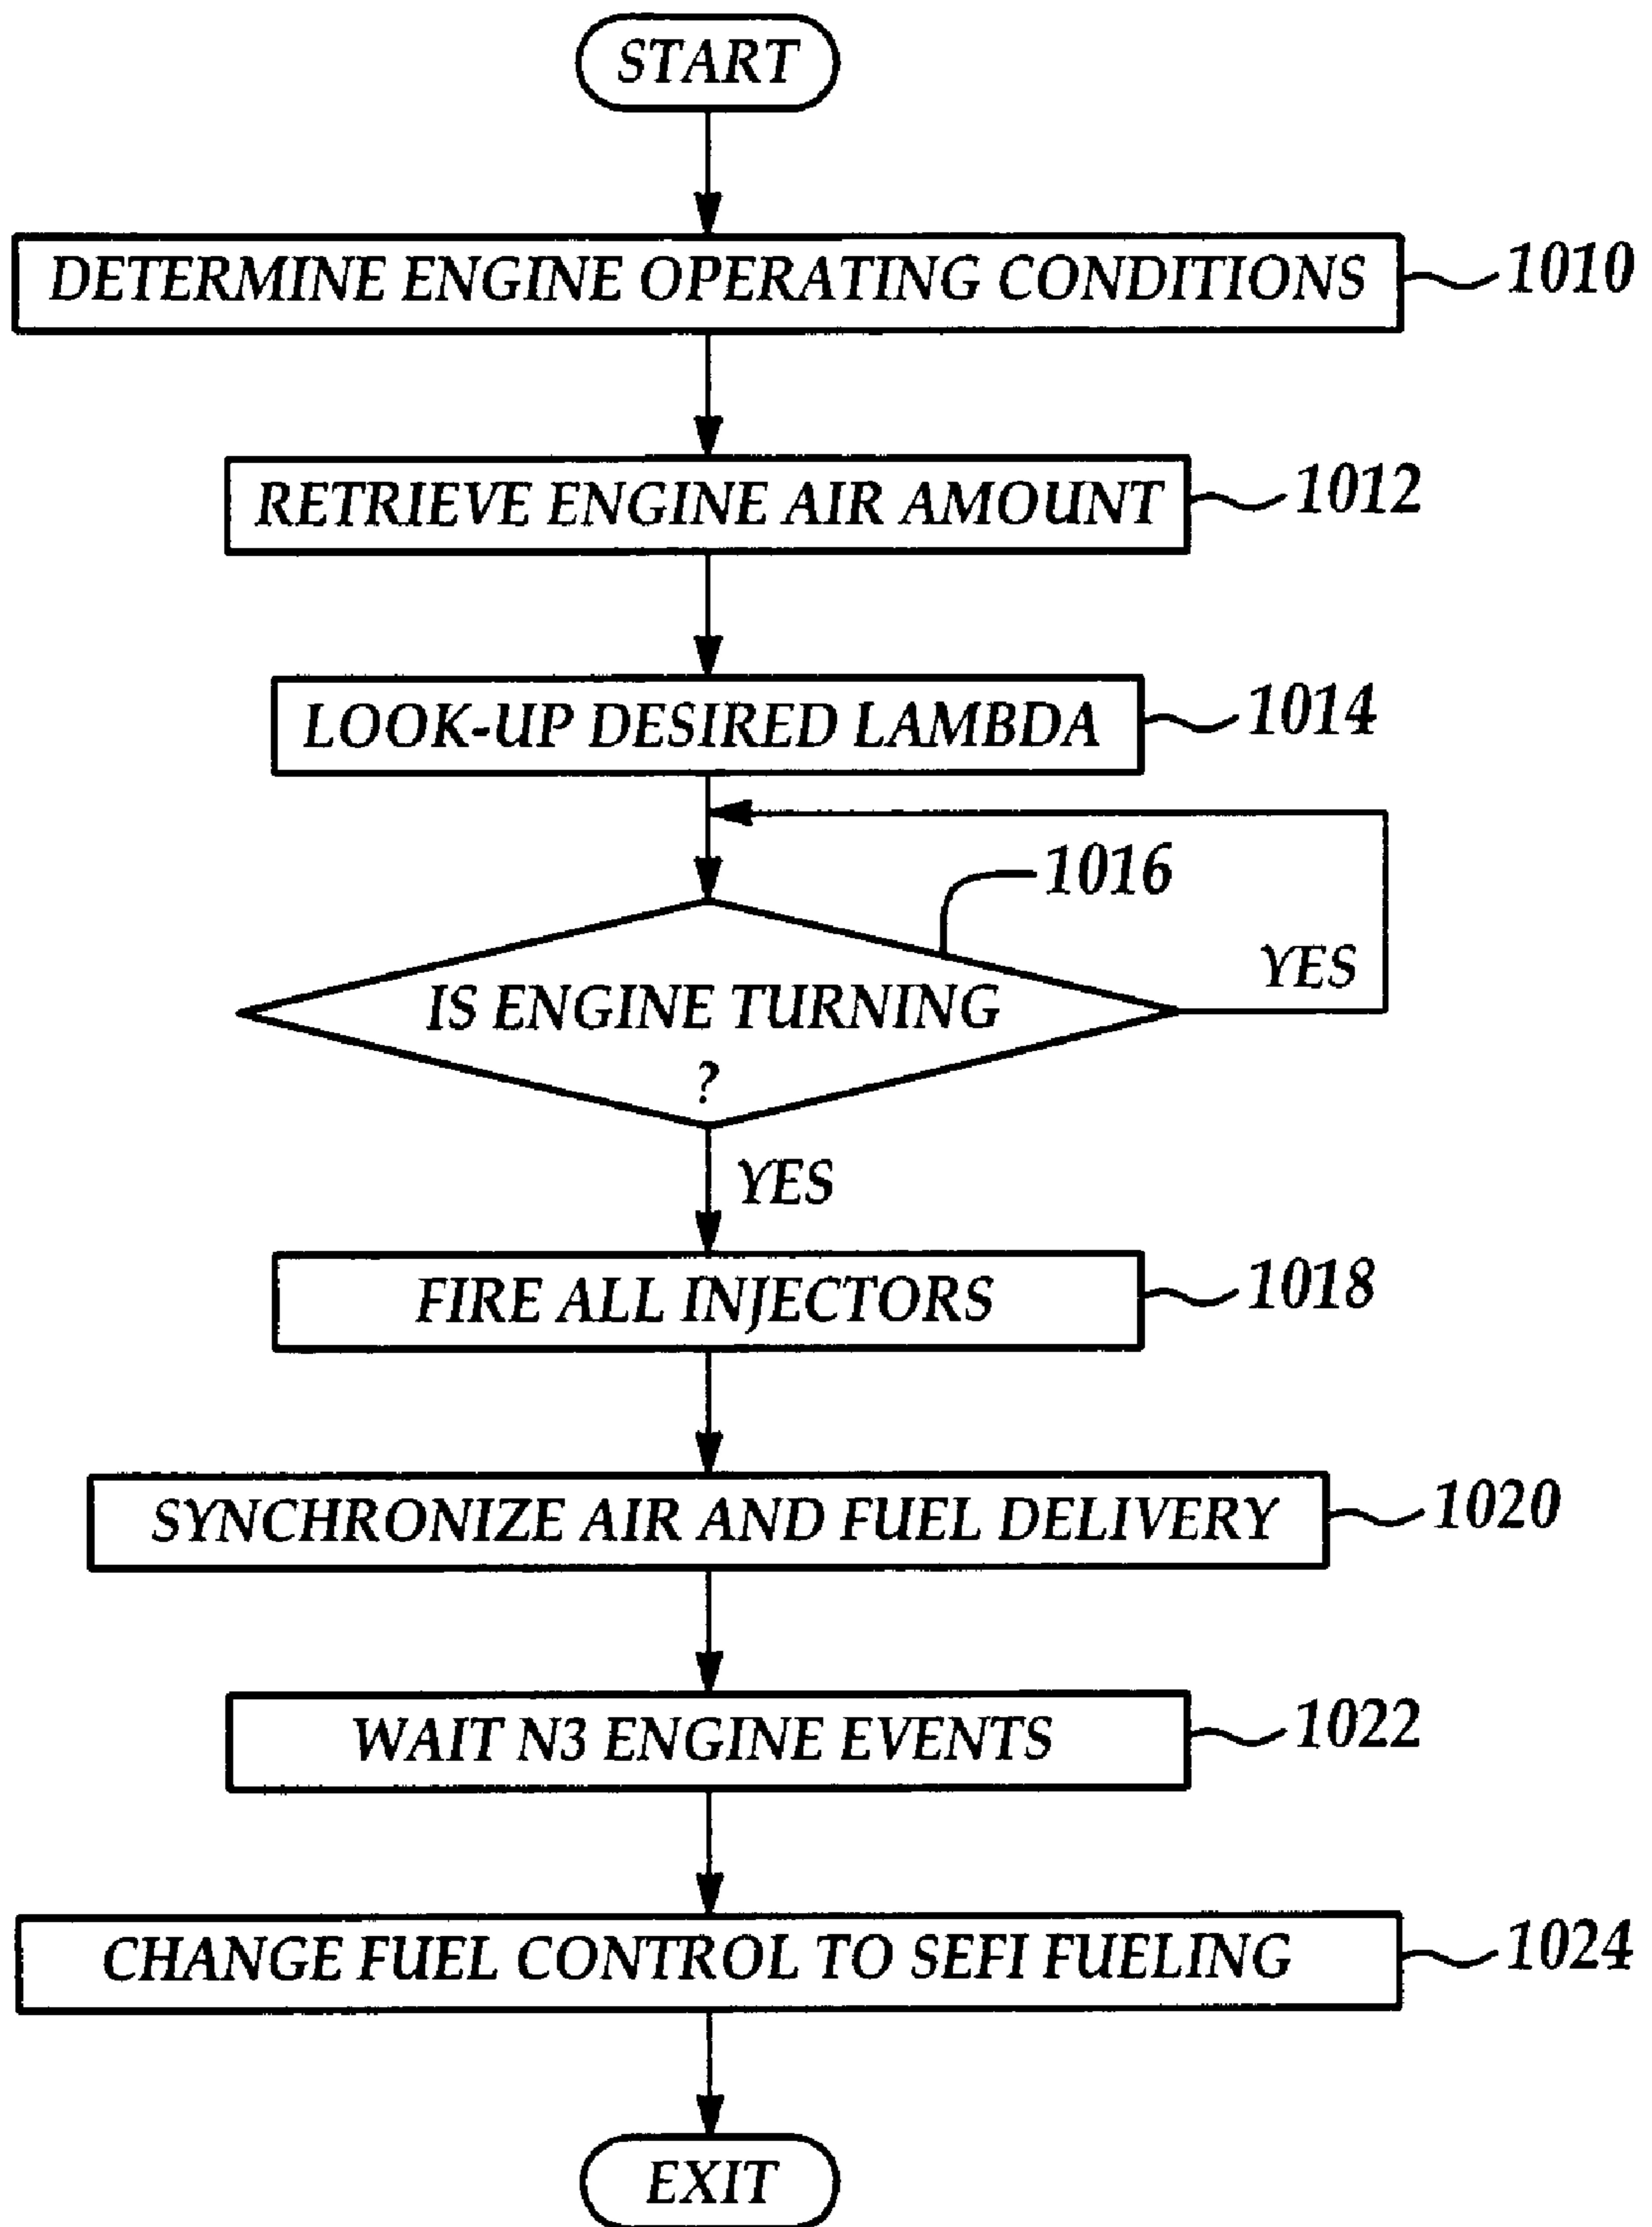 START
DETERMINE ENGINE OPERATING CONDITIONS
1010
RETRIEVE ENGINE AIR AMOUNT
1012
LOOK-UP DESIRED LAMBDA
1014
1016
IS ENGINE TURNING
?
YES
YES
FIRE ALL INJECTORS
1018
SYNCHRONIZE AIR AND FUEL DELIVERY
1020
WAIT N3 ENGINE EVENTS
1022
CHANGE FUEL CONTROL TO SEFI FUELING
1024
EXIT